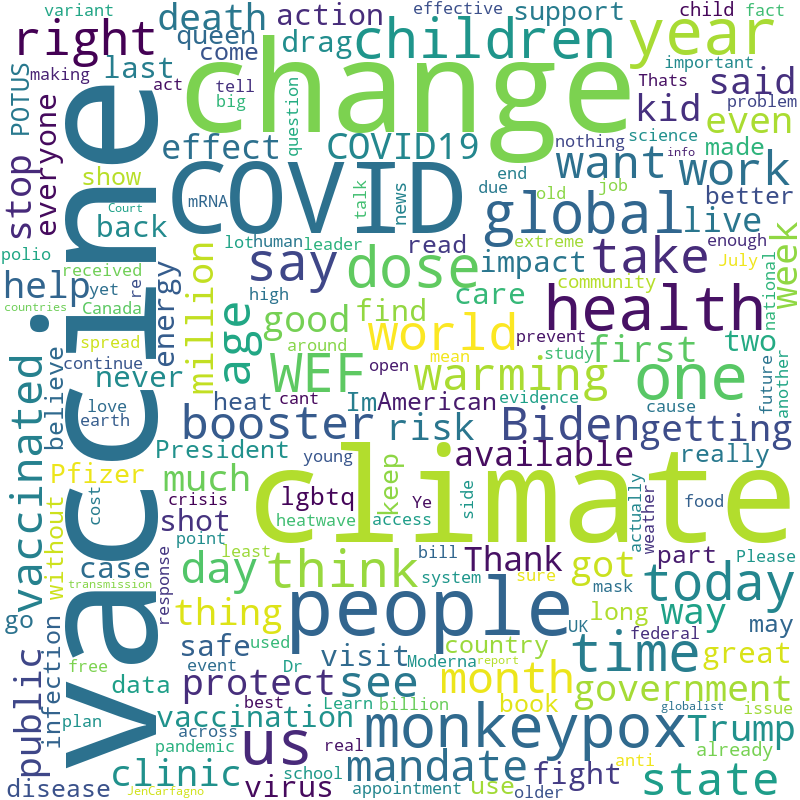 variant
death
action
effective
support
child
fact
right
queen
come
drag
children
year
change
important
making
last
act
tell
big
Thats
said
problem
POTUS
everyone
stop
effect
question
COVID19
nothing
kid
even
science
info
made
want
work
show
back
Court
mRNA
COVID
talk
news
end
due
old
job
better
global
live
enough
week
polio
received
lot
human
leader
read
extreme
impact
take
July
help
yet
re
Canada
energy
million
say
dose
community
national
countries
high
care
health
spread
age
good
find
around
world
prevent
first
two
continue
believe
never
WEF
open
mean
study
warming
one
future
another
vaccine
vaccinated
love
earth
heat
cant
Im
American
evidence
cause
booster
risk
Biden
getting
President
young
available
really
Pfizer
cost
much
keep
climate
side
food
actually
weather
without
crisis
shot
lgbtq
heatwave
access
Ye
point
case
response
least
bill
Thank
part
Please
day
think
system
sure
got
mask
today
transmission
go
thing
people
UK
long
way
may
federal
free
safe
used
visit
Moderna
report
country
time
great
public
infection
data
event
Dr
protect
see
month
government
best
Learn
billion
book
globalist
issue
plan
vaccination
across
us
real
monkeypox
Trump
already
pandemic
clinic
school
mandate
anti
fight
use
state
disease
JenCarfagno
virus
appointment
older